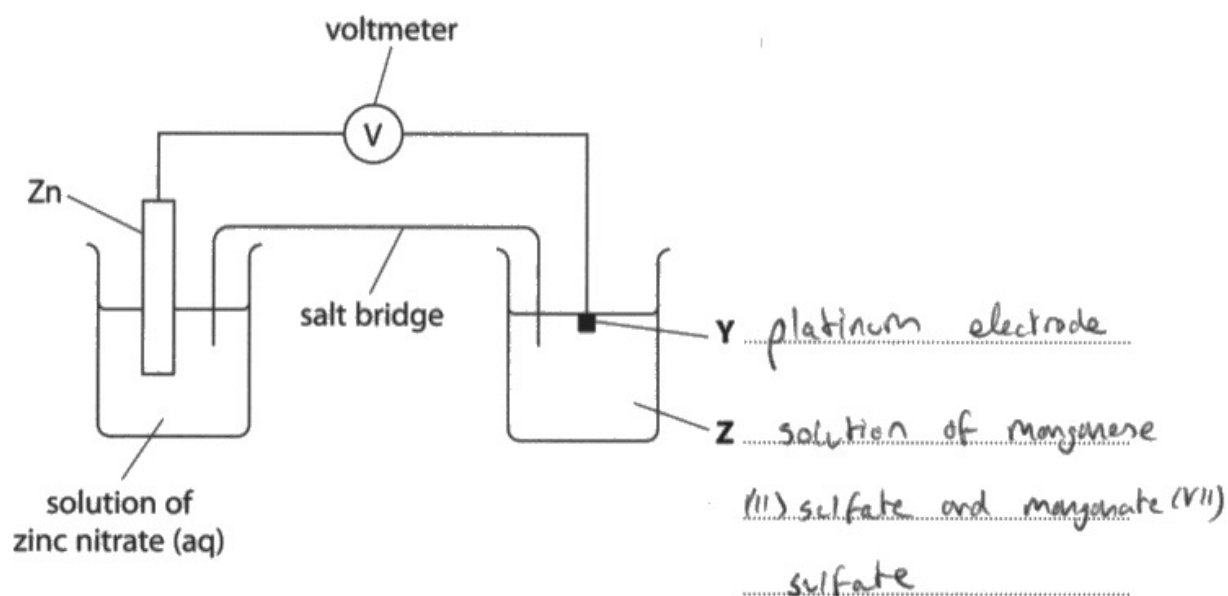 voltmeter
V
Zn
salt bridge
Y platinum electrode
Z solution of manganese
(II) sulfate and manganate (VII)
sulfate
solution of
zinc nitrate (aq)